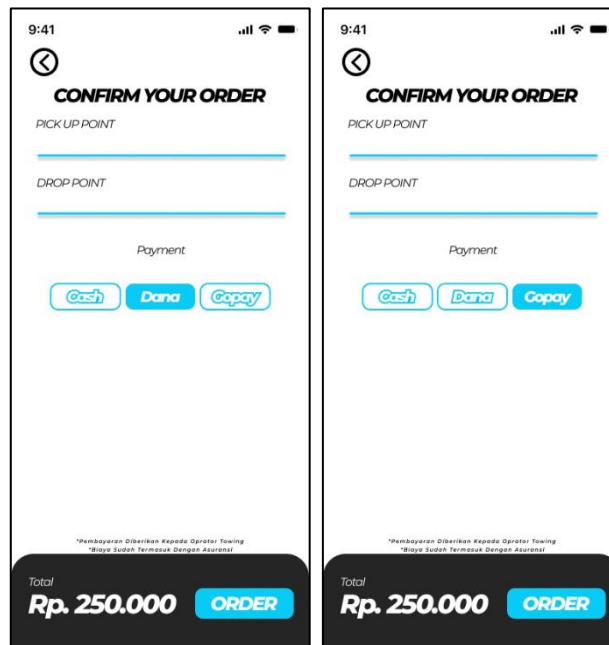 9:41
CONFIRM YOUR ORDER
PICK UP POINT
DROP POINT
Payment
Cash Dana Gopay
*Pembayaran Diberikan Kepada Oprator Towing
*Biaya Sudah Termasuk Dengan Asuransi
Total
Rp. 250.000 ORDER
9:41
CONFIRM YOUR ORDER
PICK UP POINT
DROP POINT
Payment
Cash Dana Gopay
*Pembayaran Diberikan Kepada Oprator Towing
*Biaya Sudah Termasuk Dengan Asuransi
Total
Rp. 250.000 ORDER